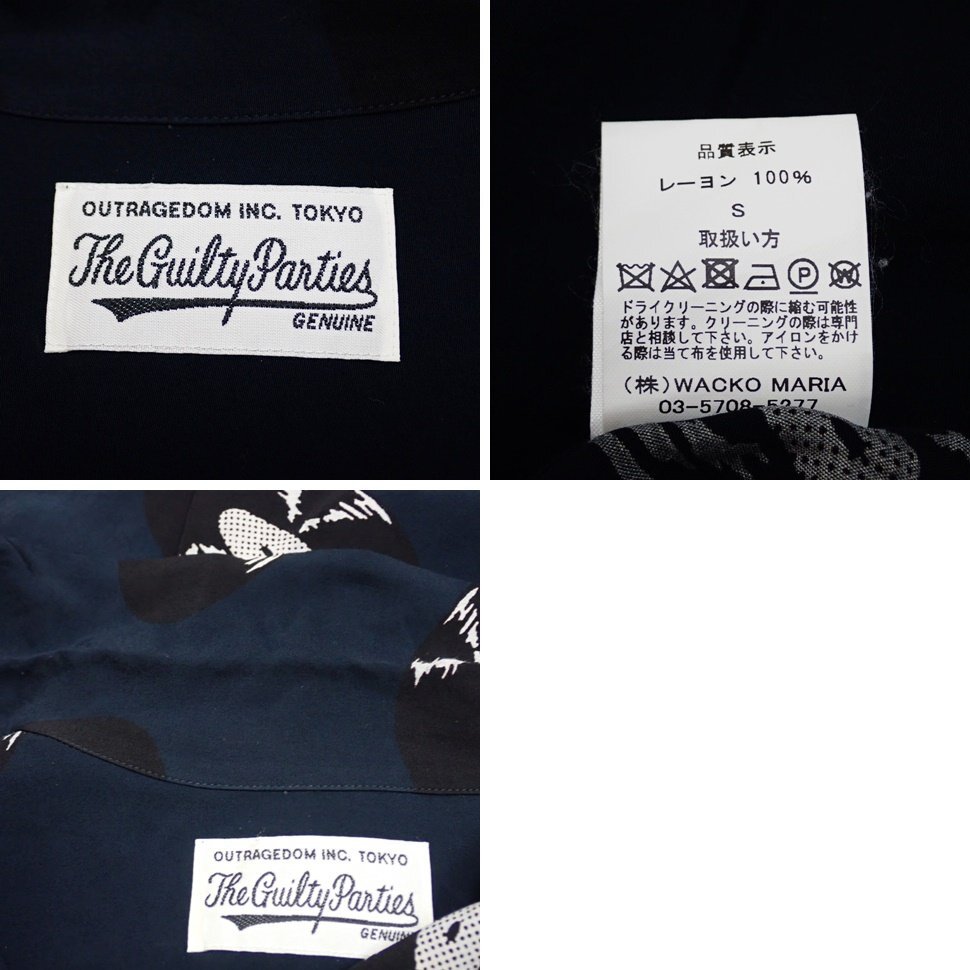 OUTRAGEDOM INC. TOKYO
The Guilty Parties
GENUINE
品質表示
レーヨン 100%
S
取扱い方
ドライクリーニングの際に縮む可能性
があります。クリーニングの際は専門
店と相談して下さい。アイロンをかけ
る際は当て布を使用して下さい。
(株)WACKO MARIA
03-5708-5277
OUTRAGEDOM INC. TOKYO
The Guilty Parties
GENUIN